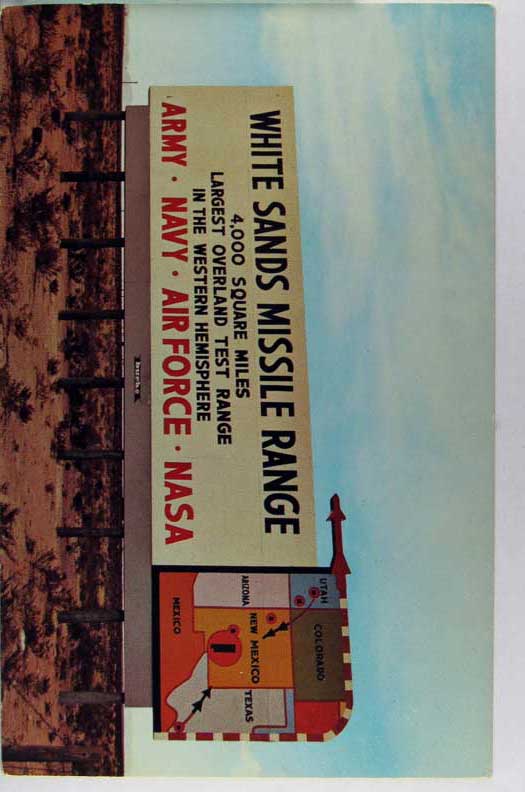 WHITE SANDS MISSILE RANGE
4,000 SQUARE MILES
LARGEST OVERLAND TEST RANGE
IN THE WESTERN HEMISPHERE
ARMY · NAVY · AIR FORCE · NASA
UTAH
COLORADO
ARIZONA
NEW MEXICO
TEXAS
MEXICO